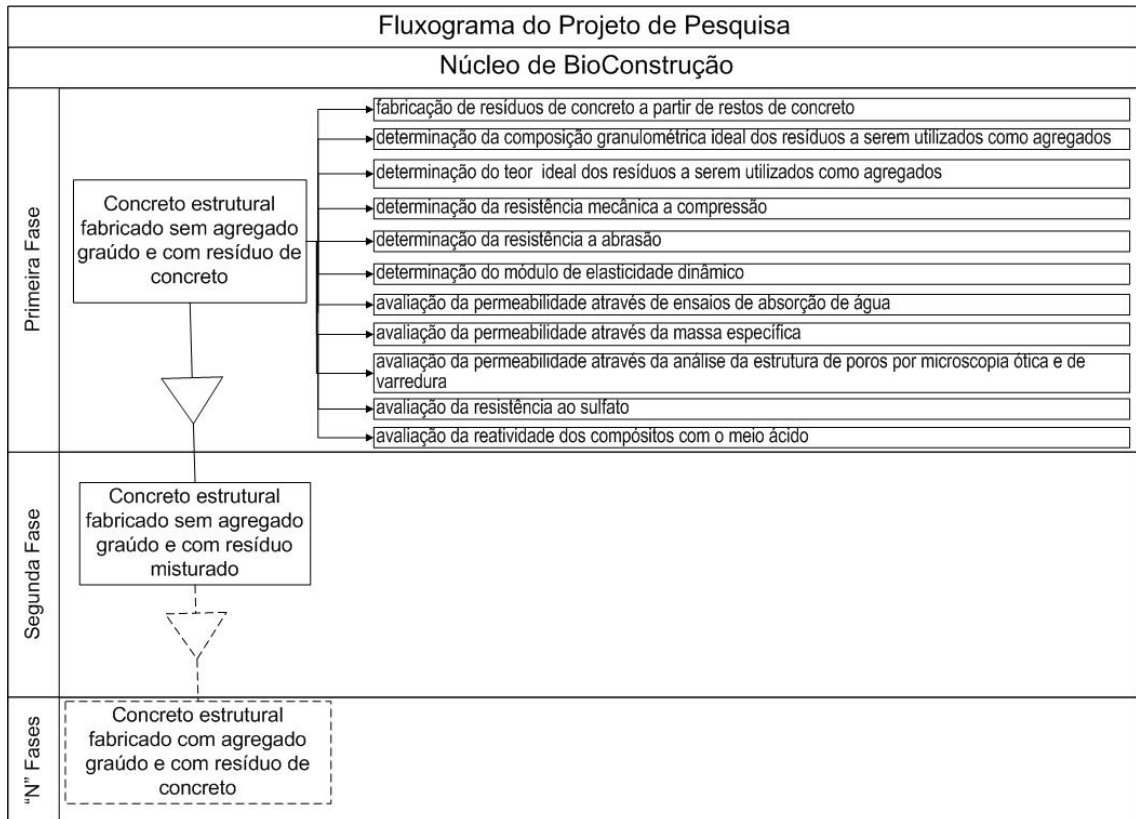 Fluxograma do Projeto de Pesquisa
Núcleo de BioConstrução
Primeira Fase
Concreto estrutural
fabricado sem agregado
graúdo e com resíduo de
concreto
fabricação de resíduos de concreto a partir de restos de concreto
determinação da composição granulométrica ideal dos resíduos a serem utilizados como agregados
determinação do teor ideal dos resíduos a serem utilizados como agregados
determinação da resistência mecânica a compressão
determinação da resistência a abrasão
determinação do módulo de elasticidade dinâmico
avaliação da permeabilidade através de ensaios de absorção de água
avaliação da permeabilidade através da massa específica
avaliação da permeabilidade através da análise da estrutura de poros por microscopia ótica e de
varredura
avaliação da resistência ao sulfato
avaliação da reatividade dos compósitos com o meio ácido
Segunda Fase
Concreto estrutural
fabricado sem agregado
graúdo e com resíduo
misturado
"N" Fases
Concreto estrutural
fabricado com agregado
graúdo e com resíduo de
concreto